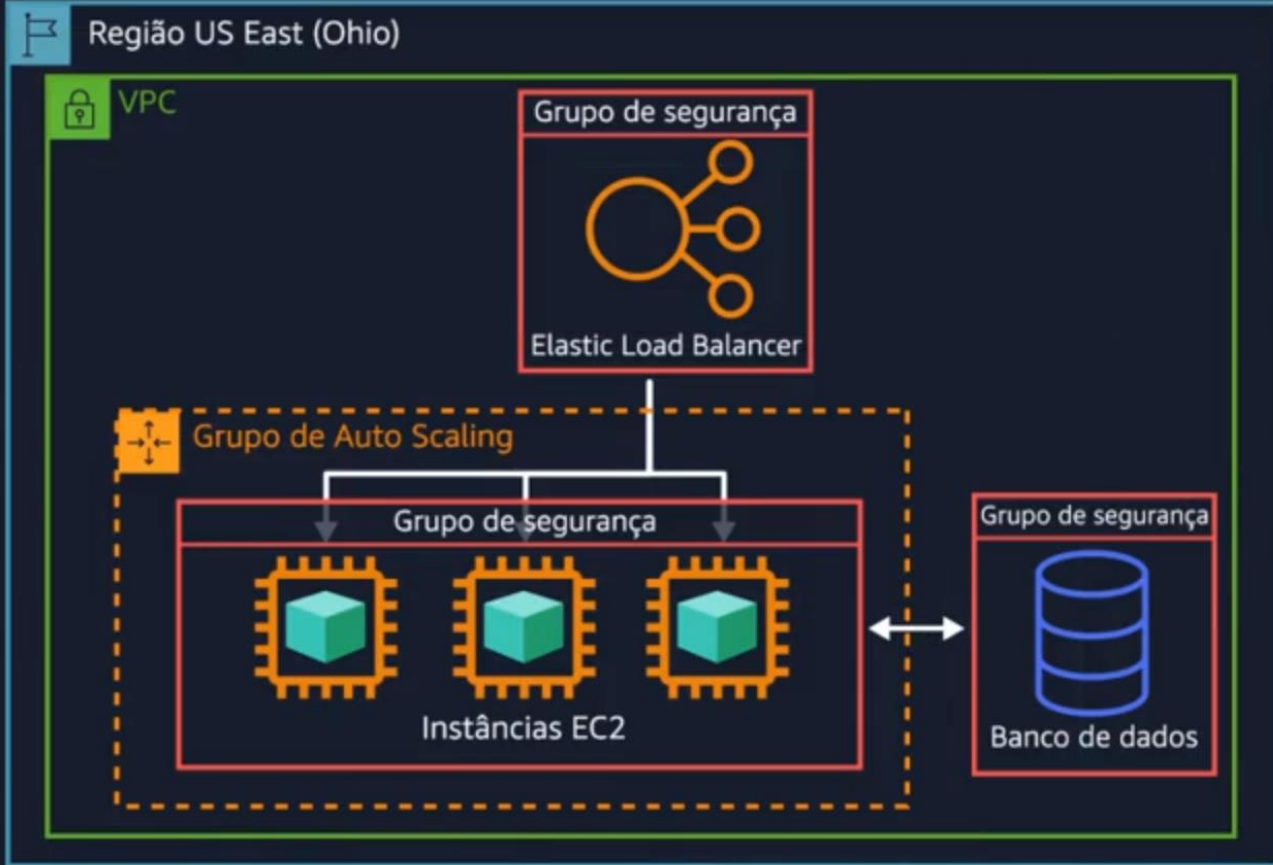 Região US East (Ohio)
VPC
Grupo de segurança
Elastic Load Balancer
Grupo de Auto Scaling
Grupo de segurança
Instâncias EC2
Grupo de segurança
Banco de dados